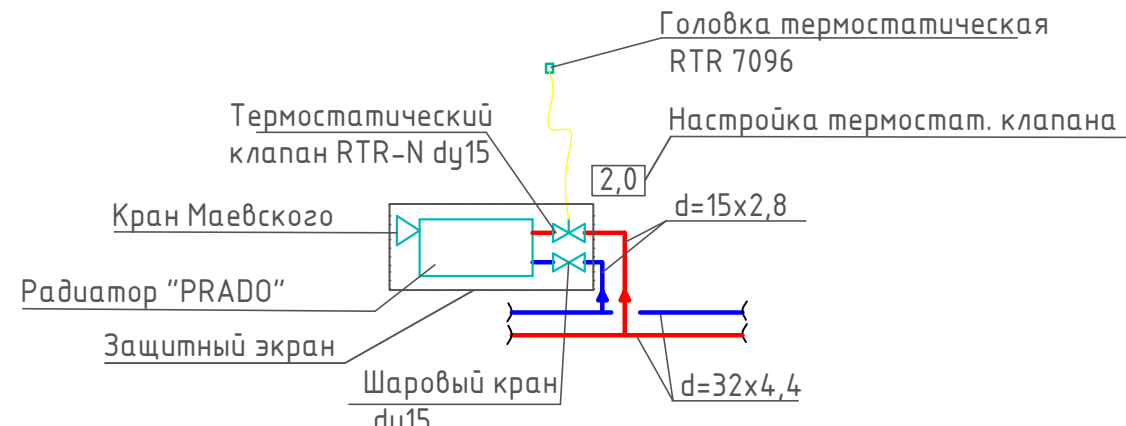 Головка термостатическая
RTR 7096
Термостатический
клапан RTR-N dy15
Настройка термостат. клапана
2,0
Кран Маевского
d=15x2,8
Радиатор "PRADO"
Защитный экран
Шаровый кран
dy15
d=32x4,4